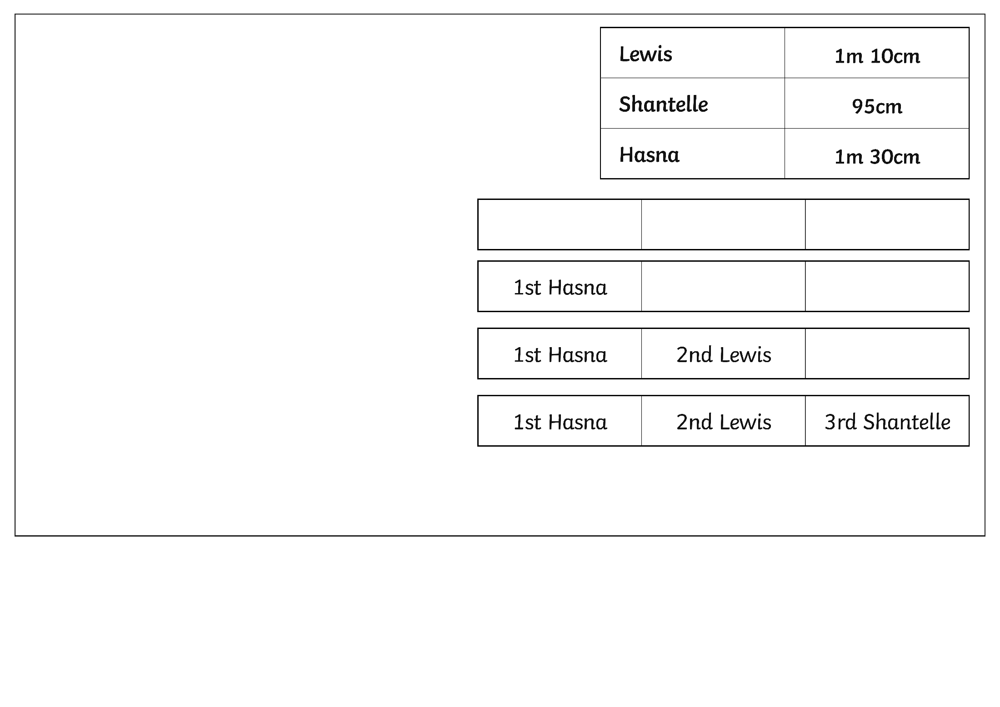 Lewis 1m 10cm
Shantelle 95cm
Hasna 1m 30cm
1st Hasna
1st Hasna 2nd Lewis
1st Hasna 2nd Lewis 3rd Shantelle